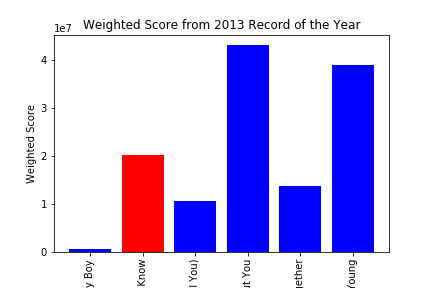 Weighted Score from 2013 Record of the Year
1e7
Weighted Score
4
3
2
1
0
y Boy
Know
l You)
ut You
gether
Young